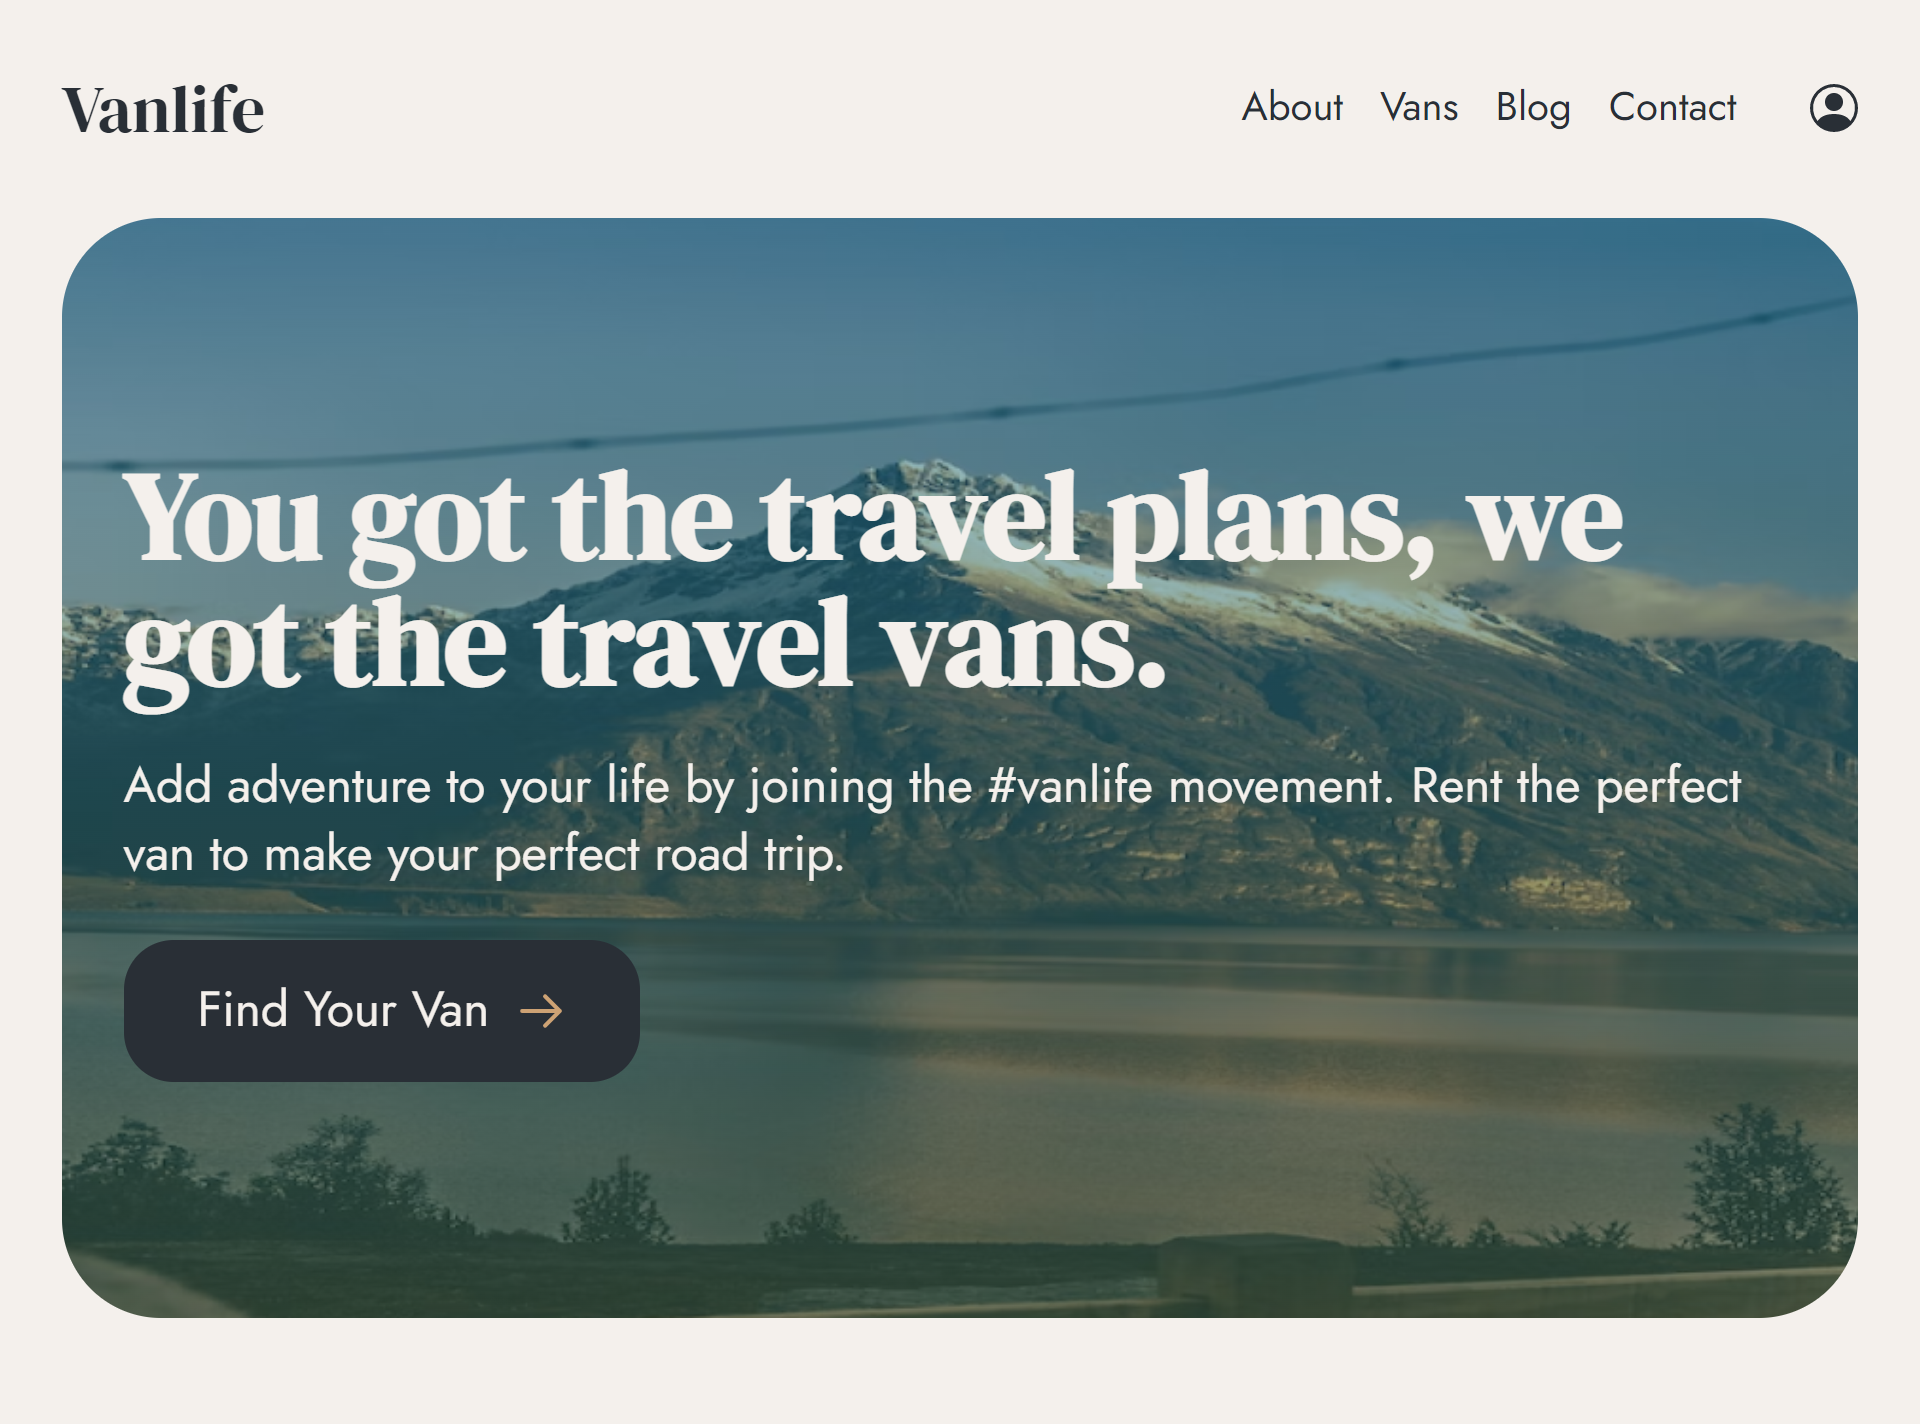 Vanlife
About Vans Blog Contact
You got the travel plans, we
got the travel vans.
Add adventure to your life by joining the #vanlife movement. Rent the perfect
van to make your perfect road trip.
Find Your Van